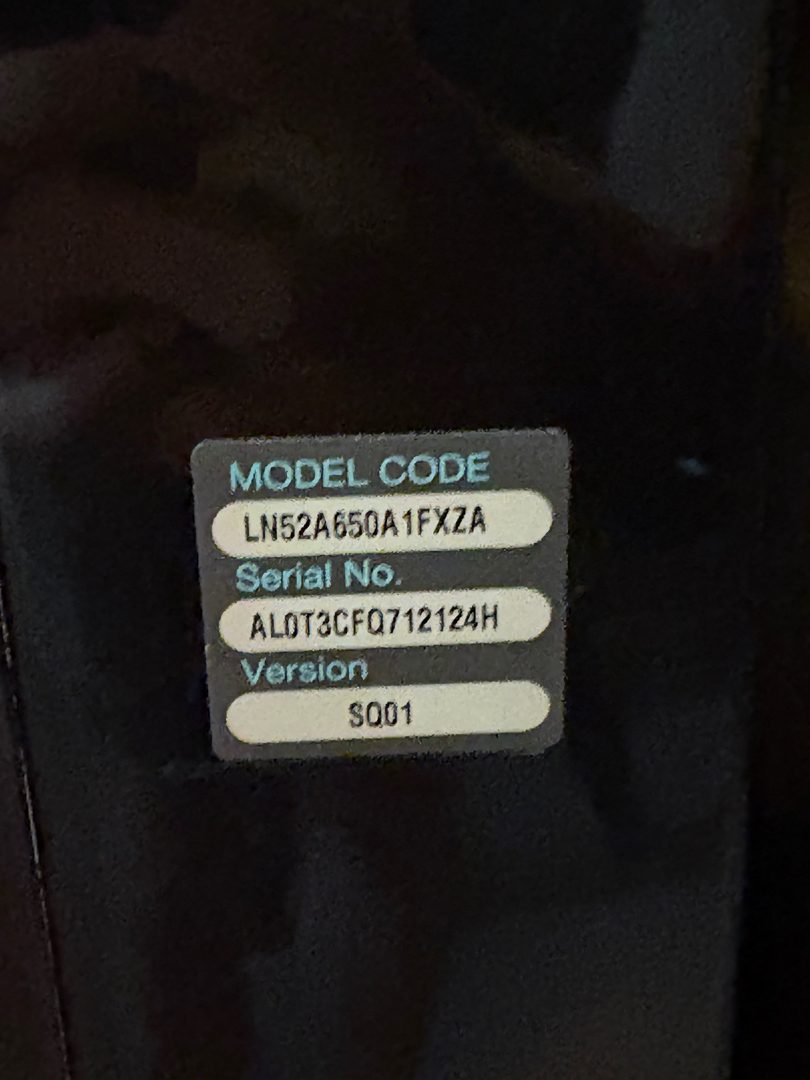 MODEL CODE
LN52A650A1FXZA
Serial No.
AL0T3CFQ712124H
Version
SQ01